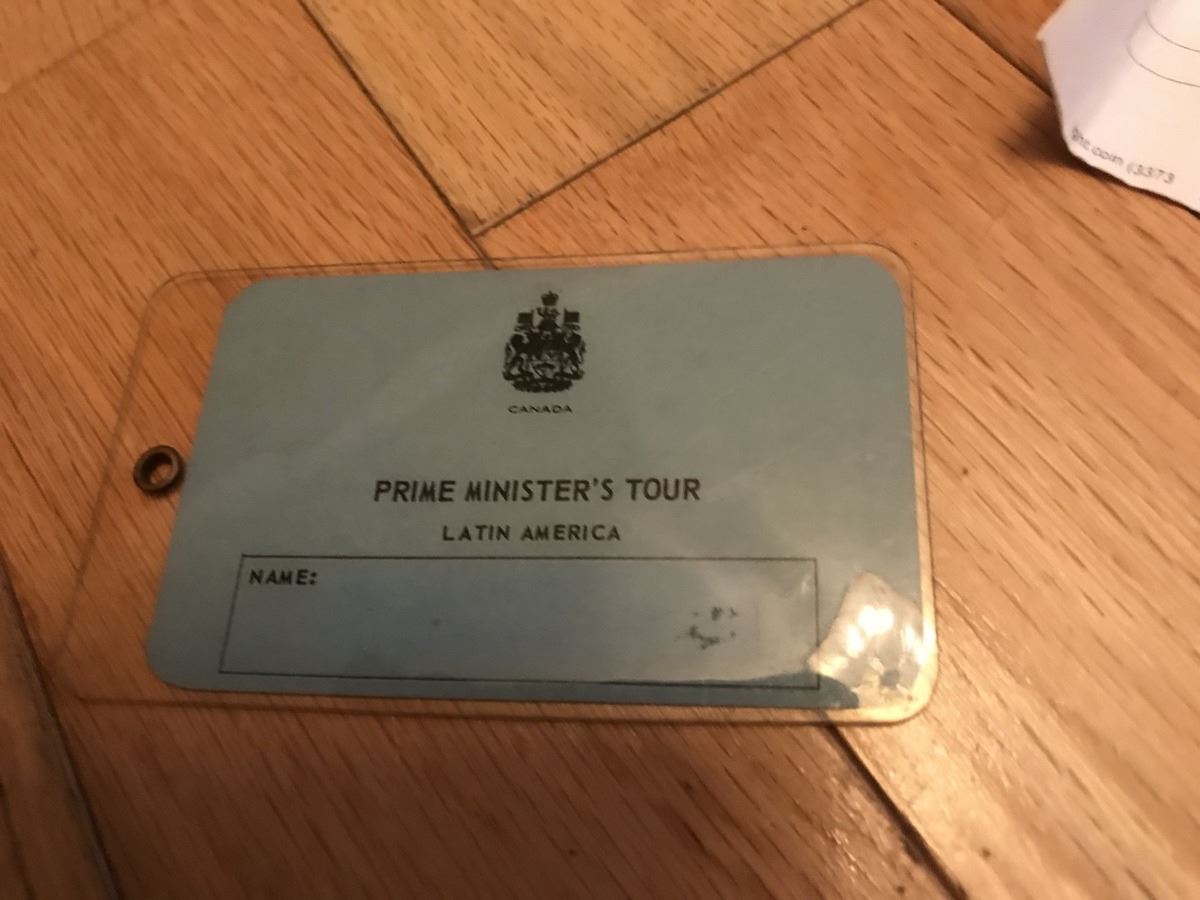 CANADA
PRIME MINISTER'S TOUR
LATIN AMERICA
NAME: